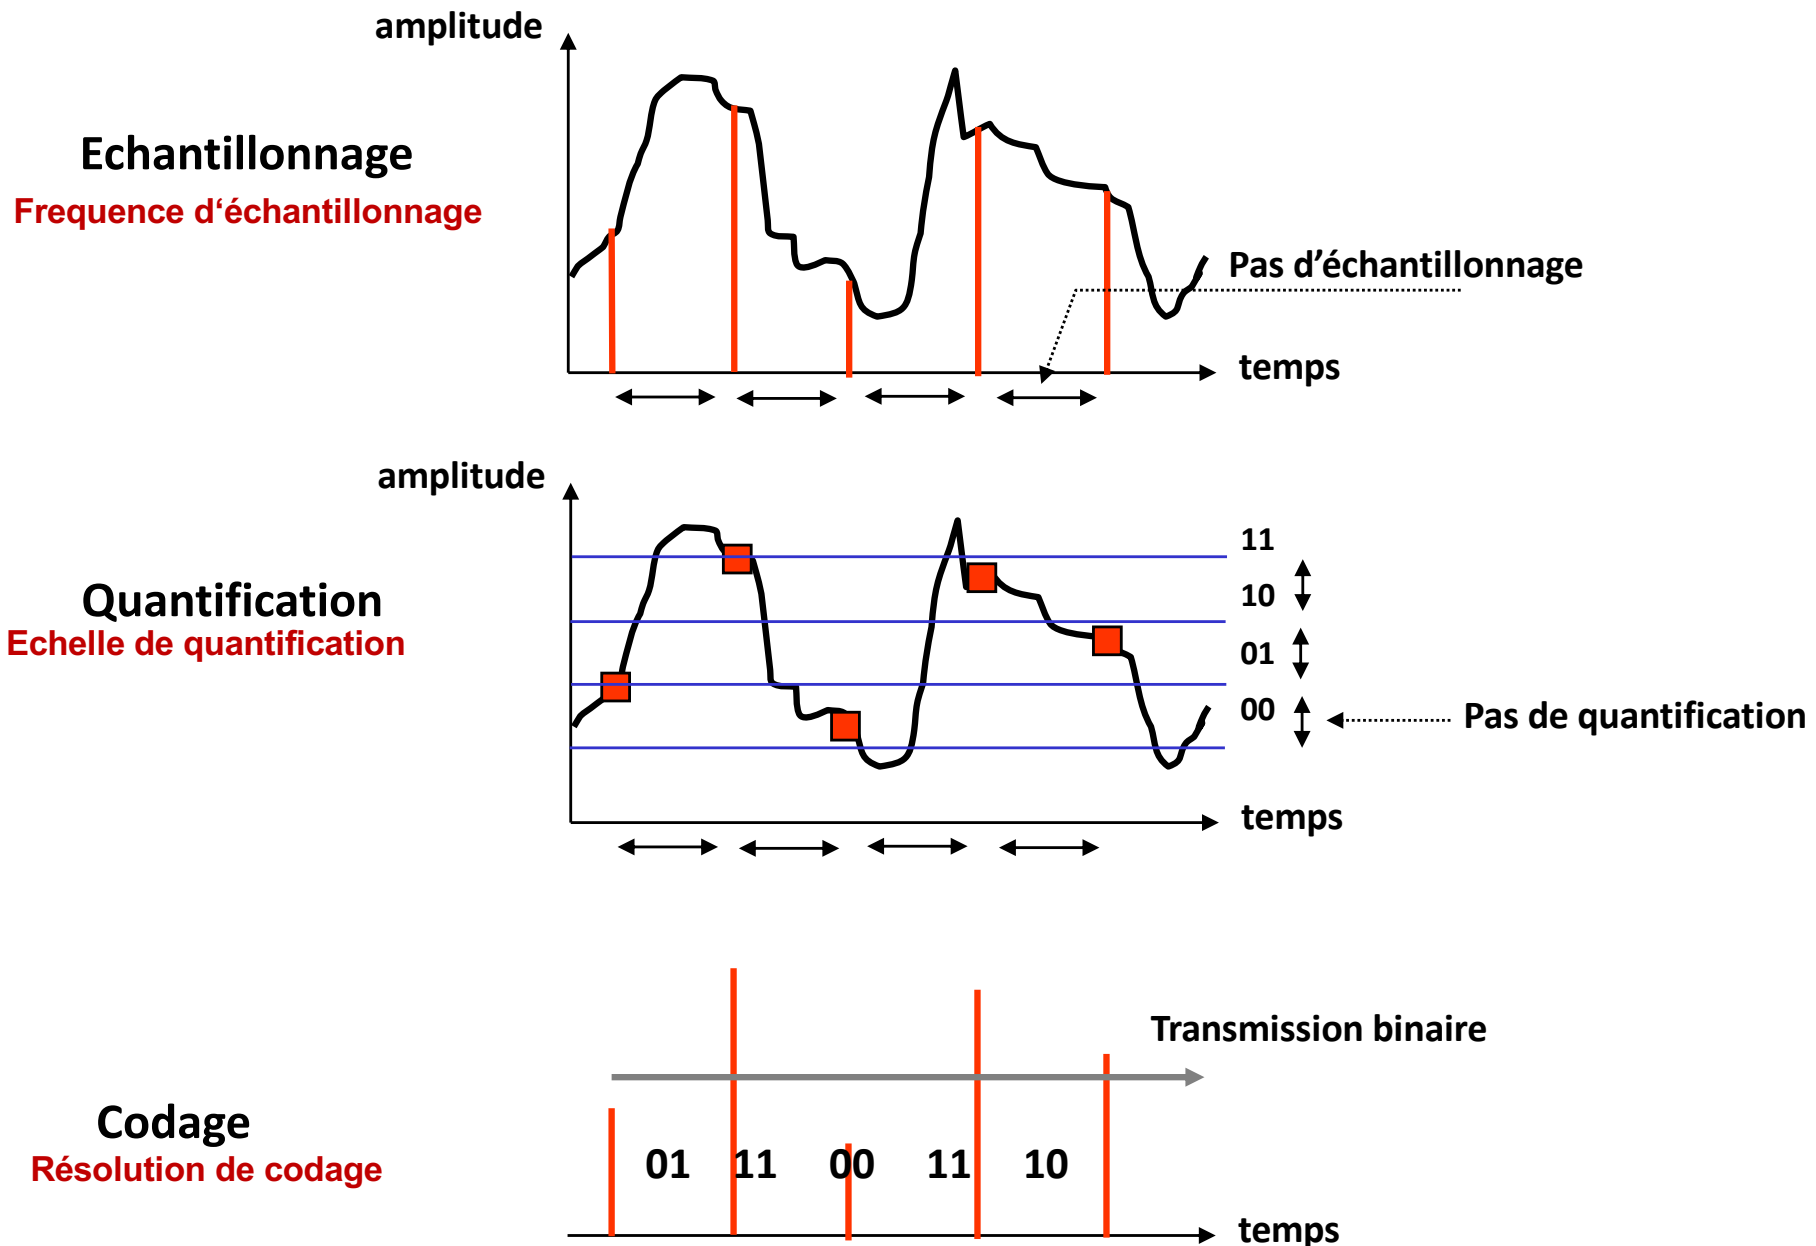 amplitude
Echantillonnage
Frequence d‘échantillonnage
Pas d’échantillonnage
temps
amplitude
11
10
Quantification
Echelle de quantification
01
00
Pas de quantification
temps
Transmission binaire
Codage
Résolution de codage
01 11 00 11 10
temps